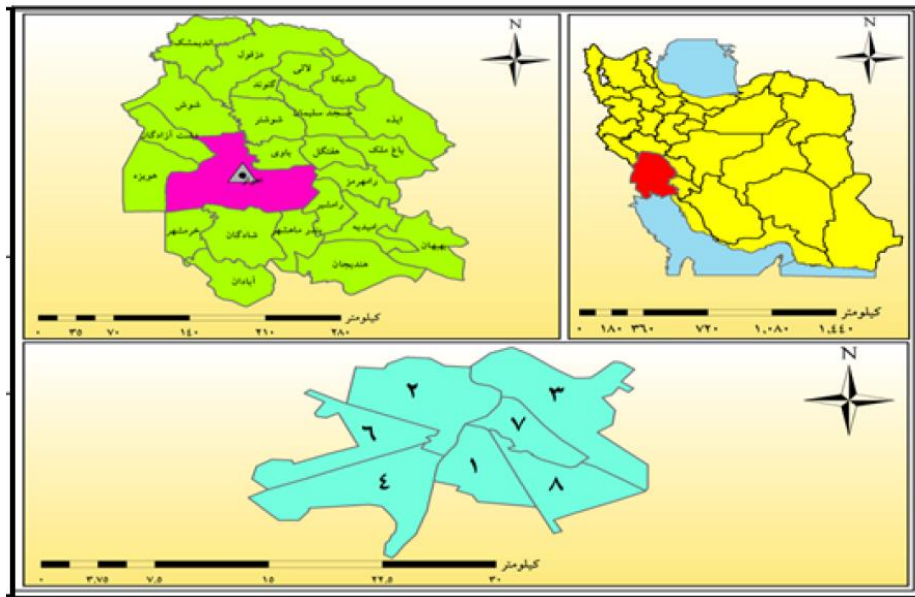 N
N
اندیمشک
دزفول
لالی
اندیکا
گتوند
شوش
شوشتر
مسجد سلیمان
ایذه
دشت آزادگان
باوی
هفتگل
باغ ملک
هویزه
رامهرمز
رامشیر
خرمشهر
شادگان
بندر ماهشهر
امیدیه
بهبهان
هندیجان
آبادان
کیلومتر
۰ ۳۵ ۷۰ ۱۴۰ ۲۱۰ ۲۸۰
کیلومتر
۰ ۱۸۰ ۳۶۰ ۷۲۰ ۱,۰۸۰ ۱,۴۴۰
N
۲
۳
۶
۷
٤
۱
۸
کیلومتر
۰ ۳,۷۵ ۷,۵ ۱۵ ۲۲,۵ ۳۰